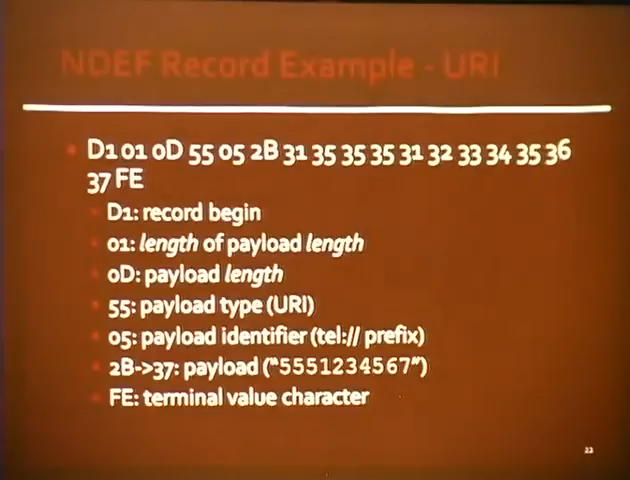 NDEF Record Example - URI
D1 01 0D 55 05 2B 31 35 35 35 31 32 33 34 35 36
37 FE
D1: record begin
01: length of payload length
0D: payload length
55: payload type (URI)
05: payload identifier (tel:// prefix)
2B->37: payload ("5551234567")
FE: terminal value character
22